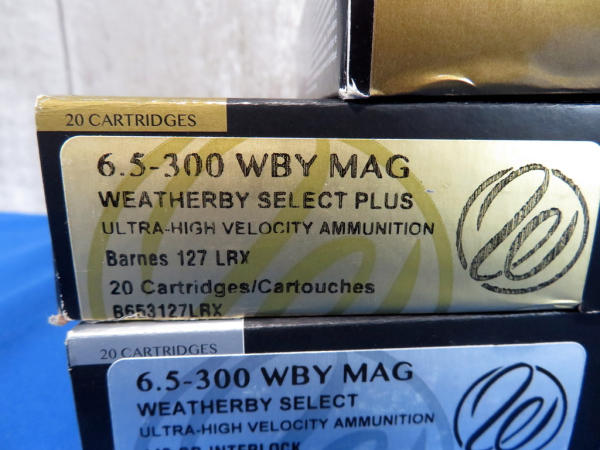 20 CARTRIDGES
6.5-300 WBY MAG
WEATHERBY SELECT PLUS
ULTRA-HIGH VELOCITY AMMUNITION
Barnes 127 LRX
20 Cartridges/Cartouches
B653127LRX
20 CARTRIDGES
6.5-300 WBY MAG
WEATHERBY SELECT
ULTRA-HIGH VELOCITY AMMUNITION
INTERLOCK